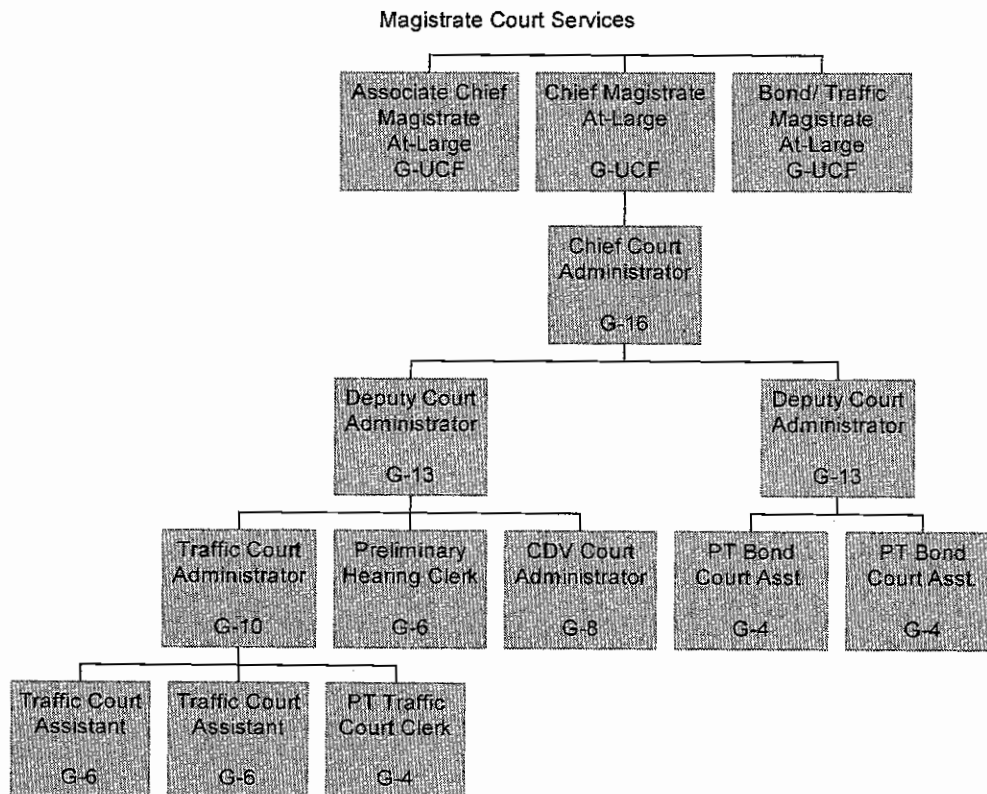 Magistrate Court Services
Associate Chief
Magistrate
At-Large
G-UCF
Chief Magistrate
At-Large
G-UCF
Bond/ Traffic
Magistrate
At-Large
G-UCF
Chief Court
Administrator
G-16
Deputy Court
Administrator
G-13
Deputy Court
Administrator
G-13
Traffic Court
Administrator
G-10
Preliminary
Hearing Clerk
G-6
CDV Court
Administrator
G-8
PT Bond
Court Asst.
G-4
PT Bond
Court Asst.
G-4
Traffic Court
Assistant
G-6
Traffic Court
Assistant
G-6
PT Traffic
Court Clerk
G-4